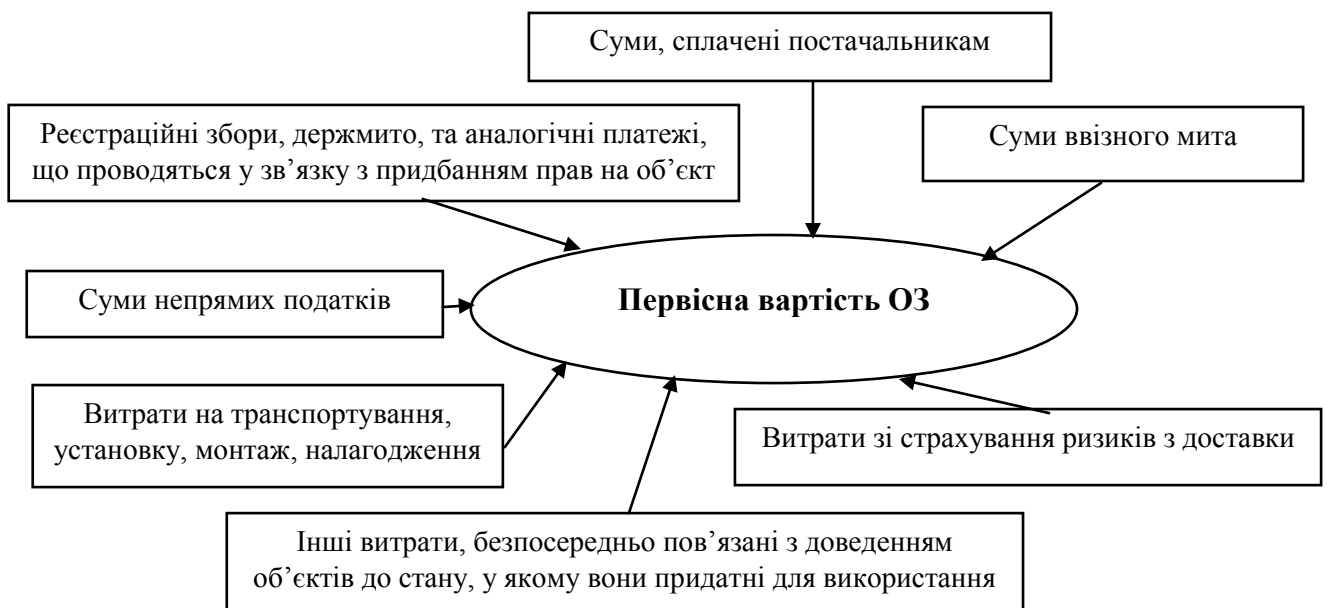 Суми, сплачені постачальникам
Реєстраційні збори, держмито, та аналогічні платежі,
що проводяться у зв’язку з придбанням прав на об’єкт
Суми ввізного мита
Суми непрямих податків
Первісна вартість ОЗ
Витрати на транспортування,
установку, монтаж, налагодження
Витрати зі страхування ризиків з доставки
Інші витрати, безпосередньо пов’язані з доведенням
об’єктів до стану, у якому вони придатні для використання